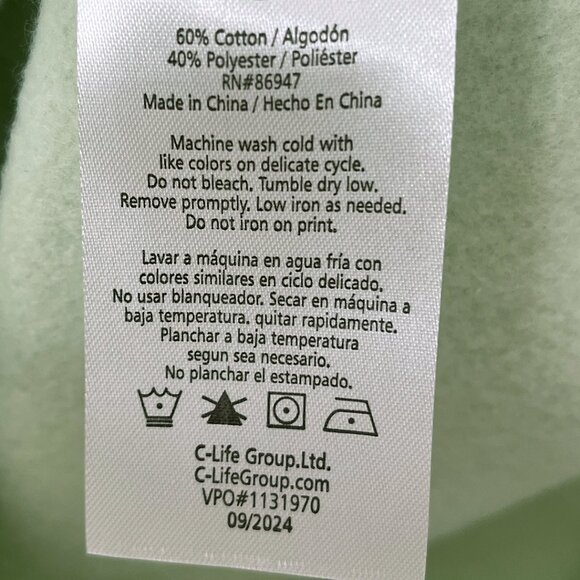 60% Cotton / Algodón
40% Polyester / Poliéster
RN#86947
Made in China / Hecho En China
Machine wash cold with
like colors on delicate cycle.
Do not bleach. Tumble dry low.
Remove promptly. Low iron as needed.
Do not iron on print.
Lavar a máquina en agua fría con
colores similares en ciclo delicado.
No usar blanqueador. Secar en máquina a
baja temperatura. quitar rapidamente.
Planchar a baja temperatura
segun sea necesario.
No planchar el estampado.
C-Life Group.Ltd.
C-LifeGroup.com
VPO#1131970
09/2024